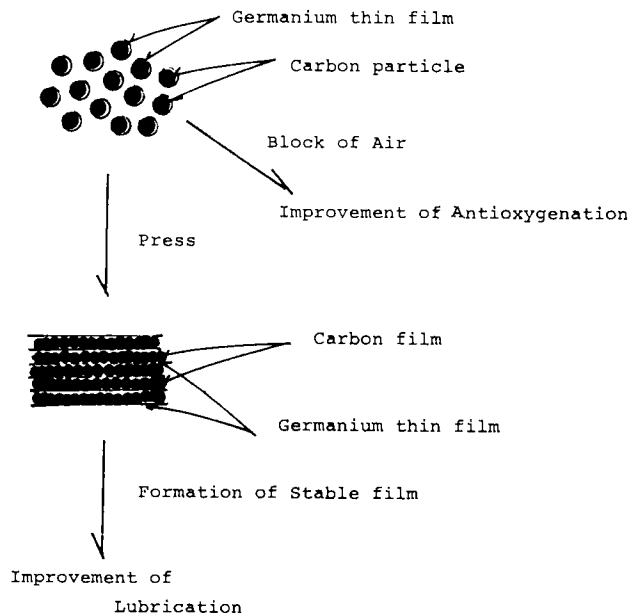 Germanium thin film
Carbon particle
Block of Air
Improvement of Antioxygenation
Press
Carbon film
Germanium thin film
Formation of Stable film
Improvement of
Lubrication